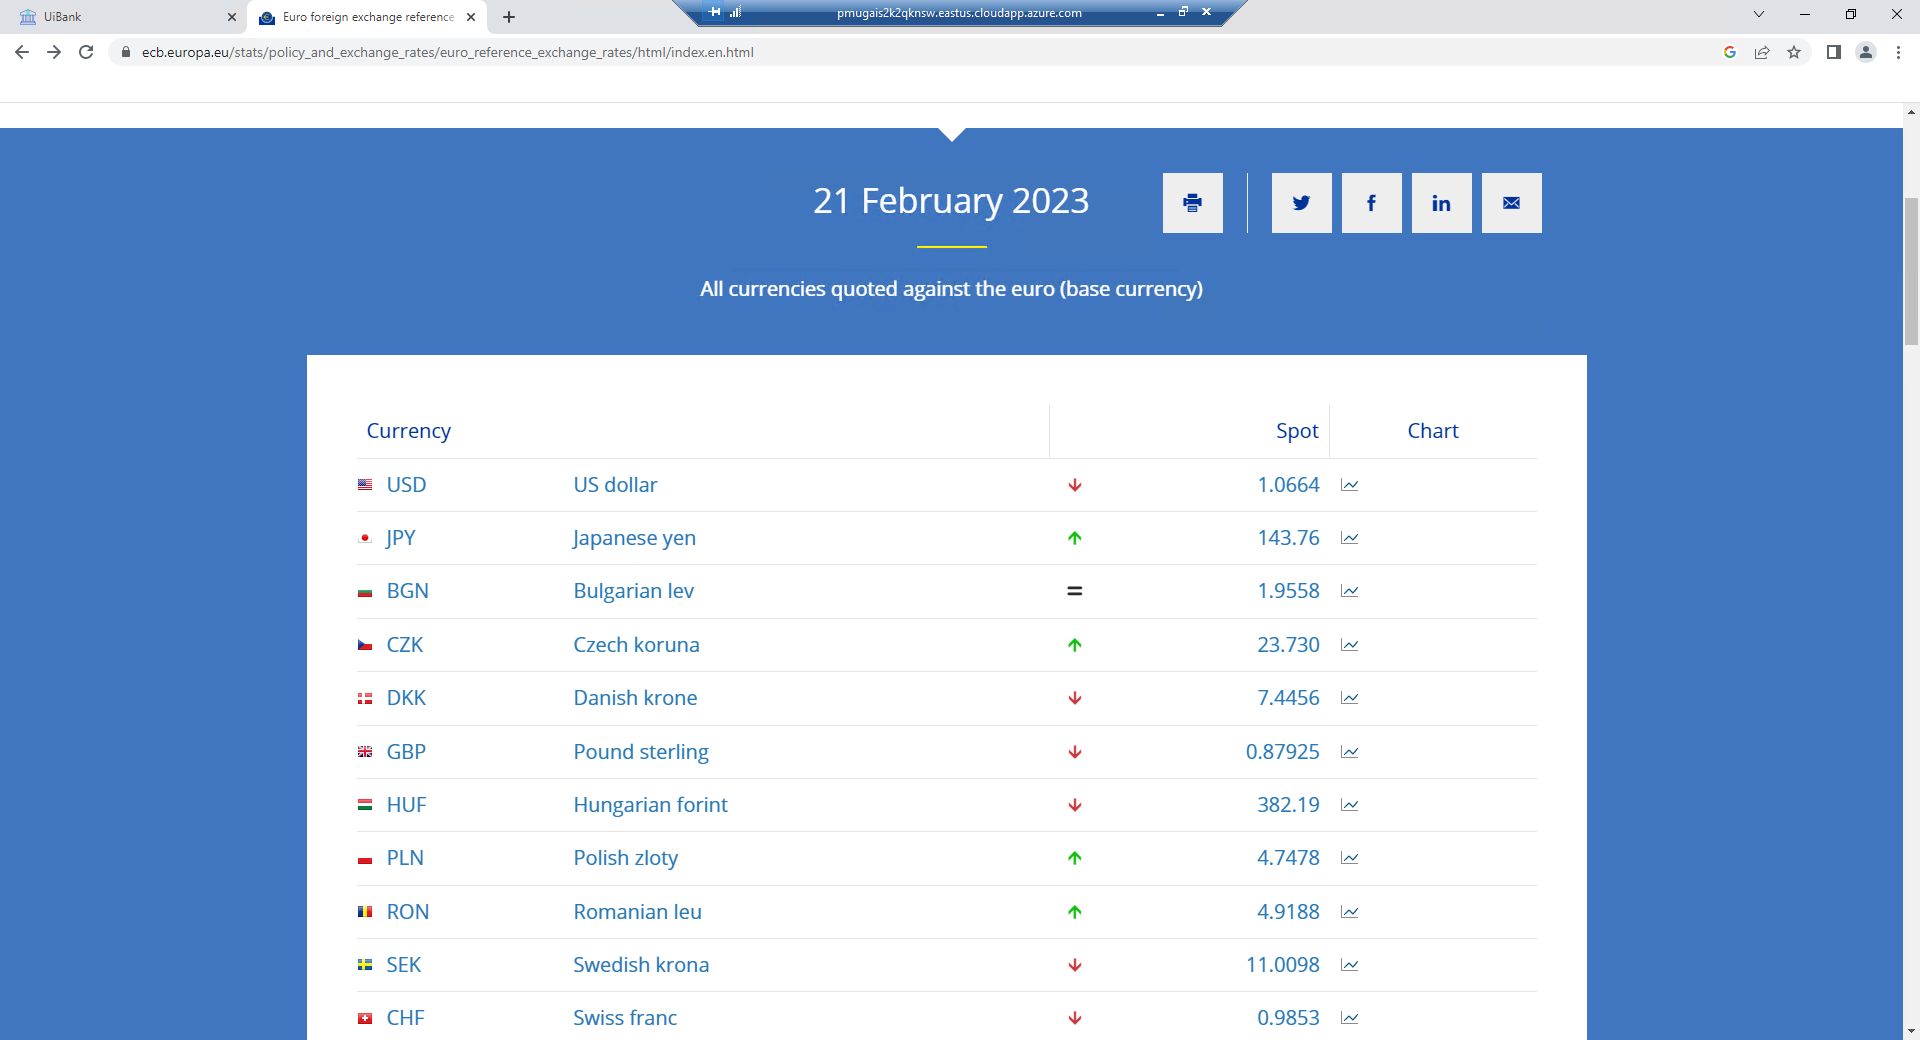 UiBank
Euro foreign exchange reference
pmugais2k2qknsw.eastus.cloudapp.azure.com
ecb.europa.eu/stats/policy_and_exchange_rates/euro_reference_exchange_rates/html/index.en.html
21 February 2023
All currencies quoted against the euro (base currency)
Currency Spot Chart
USD US dollar 1.0664
JPY Japanese yen 143.76
BGN Bulgarian lev = 1.9558
CZK Czech koruna 23.730
DKK Danish krone 7.4456
GBP Pound sterling 0.87925
HUF Hungarian forint 382.19
PLN Polish zloty 4.7478
RON Romanian leu 4.9188
SEK Swedish krona 11.0098
CHF Swiss franc 0.9853